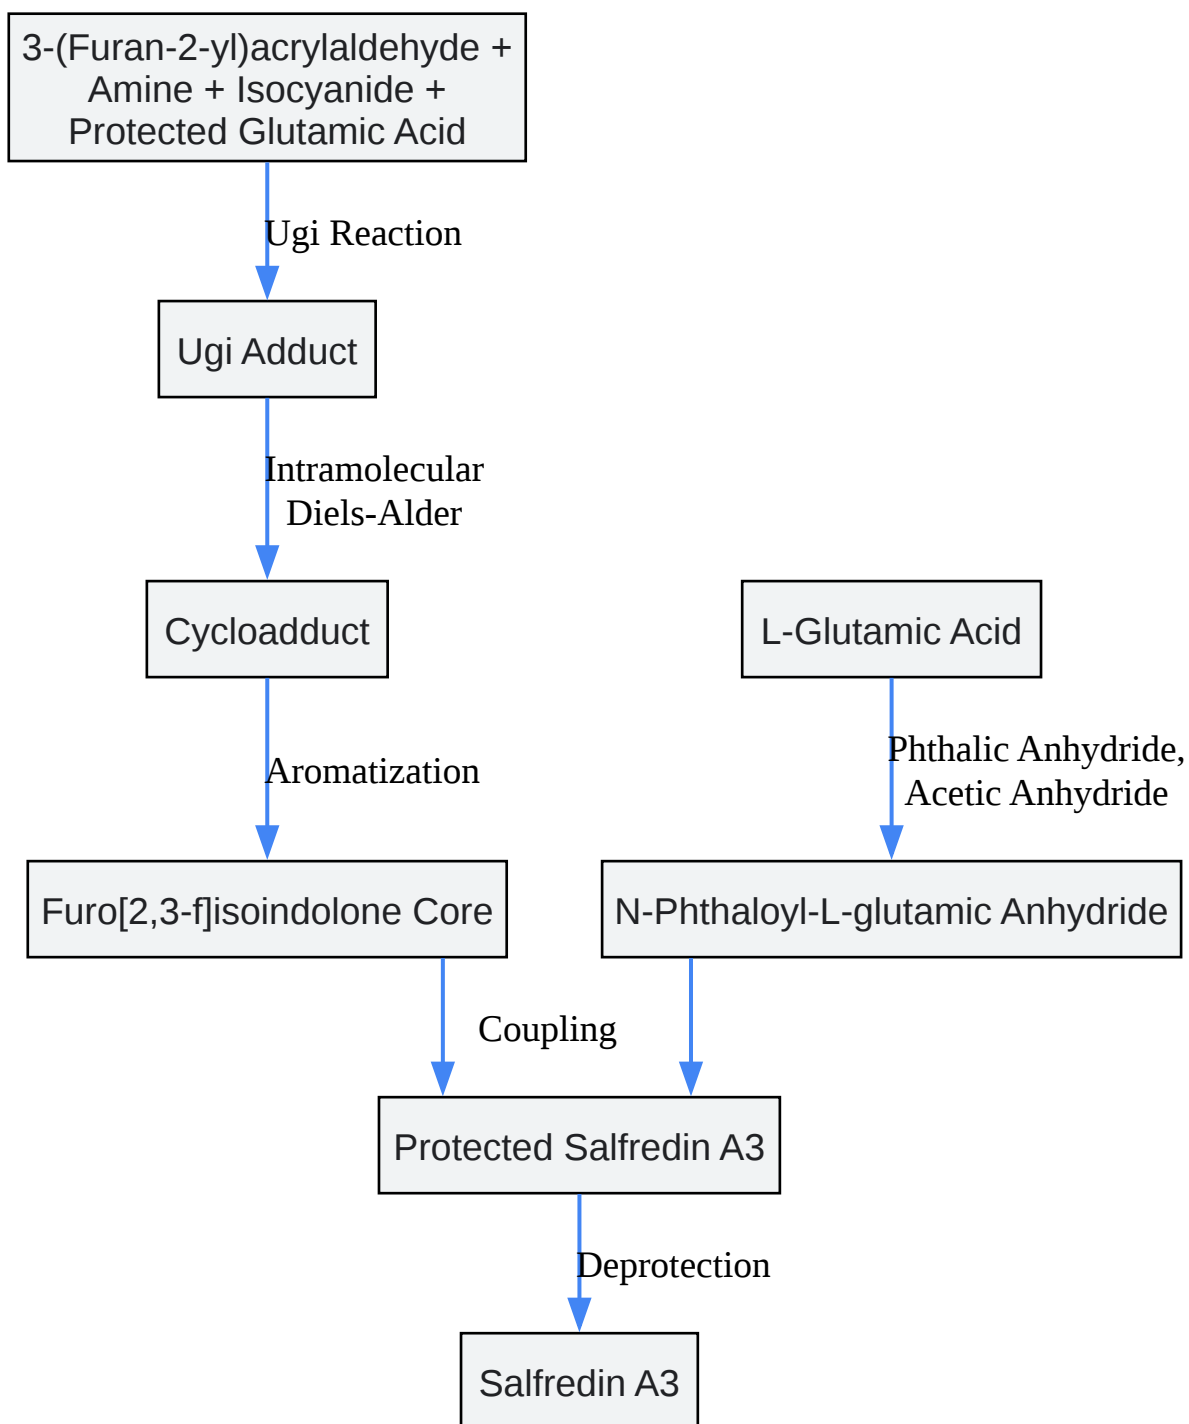 3-(Furan-2-yl)acrylaldehyde +
Amine + Isocyanide +
Protected Glutamic Acid
Ugi Reaction
Ugi Adduct
Intramolecular
Diels-Alder
Cycloadduct
L-Glutamic Acid
Aromatization
Phthalic Anhydride,
Acetic Anhydride
Furo[2,3-f]isoindolone Core
N-Phthaloyl-L-glutamic Anhydride
Coupling
Protected Salfredin A3
Deprotection
Salfredin A3